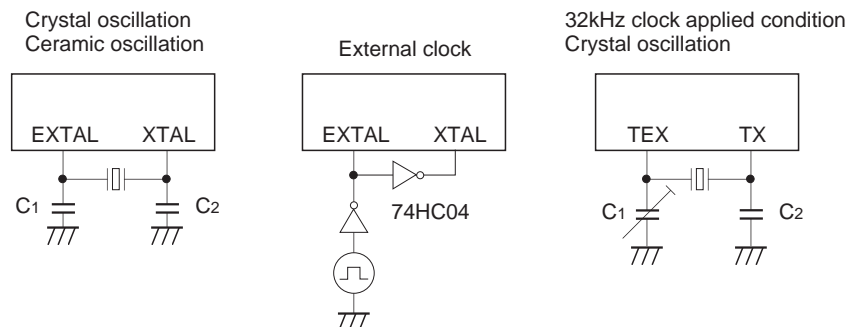 Crystal oscillation
Ceramic oscillation
EXTAL XTAL
C1 C2
External clock
EXTAL XTAL
74HC04
32kHz clock applied condition
Crystal oscillation
TEX TX
C1 C2